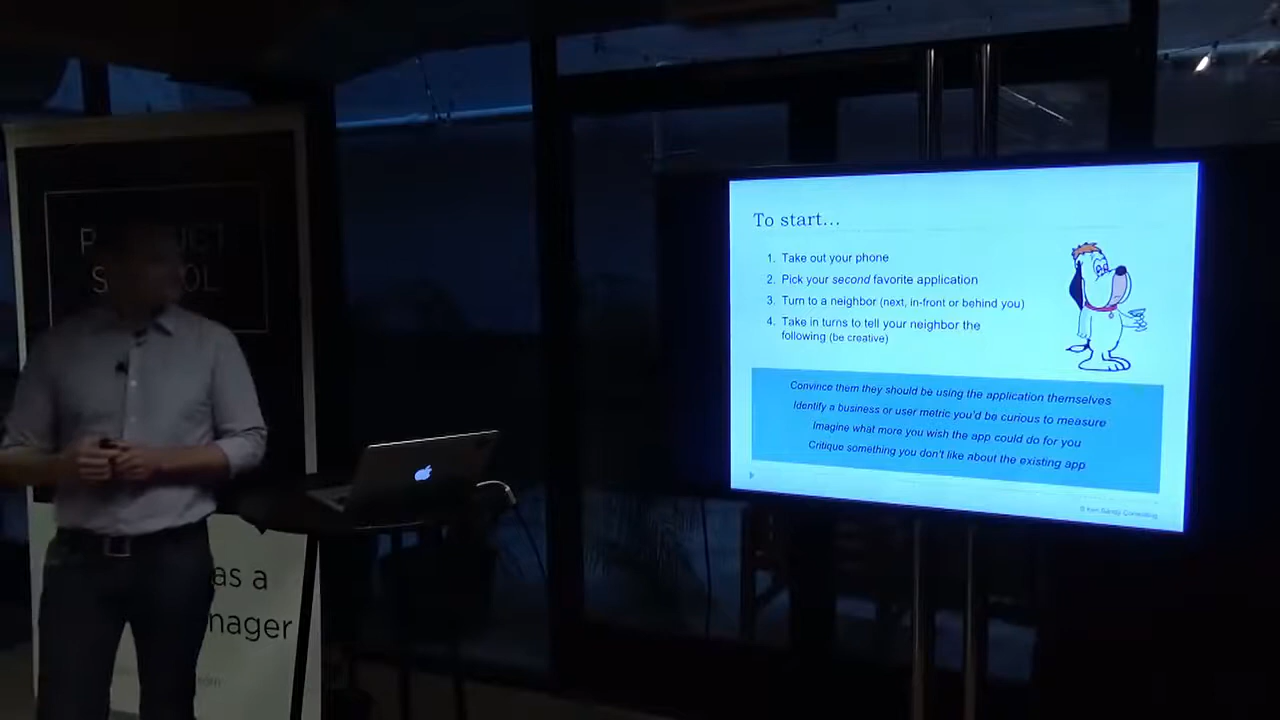 To start...
1. Take out your phone
2. Pick your second favorite application
3. Turn to a neighbor (next, in-front or behind you)
4. Take in turns to tell your neighbor the
following (be creative)
Convince them they should be using the application themselves
Identify a business or user metric you'd be curious to measure
Imagine what more you wish the app could do for you
Critique something you don't like about the existing app
as a